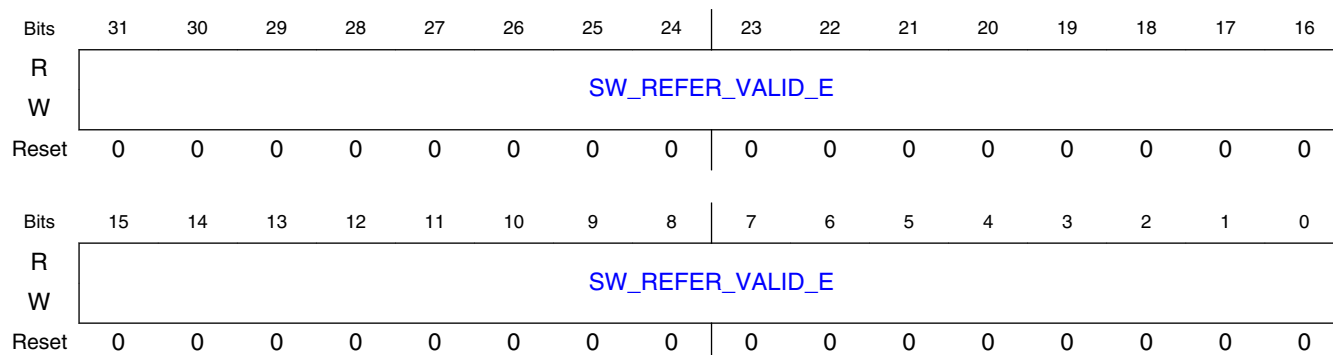 Bits 31 30 29 28 27 26 25 24 23 22 21 20 19 18 17 16
R
SW_REFER_VALID_E
W
Reset 0 0 0 0 0 0 0 0 0 0 0 0 0 0 0 0
Bits 15 14 13 12 11 10 9 8 7 6 5 4 3 2 1 0
R
SW_REFER_VALID_E
W
Reset 0 0 0 0 0 0 0 0 0 0 0 0 0 0 0 0